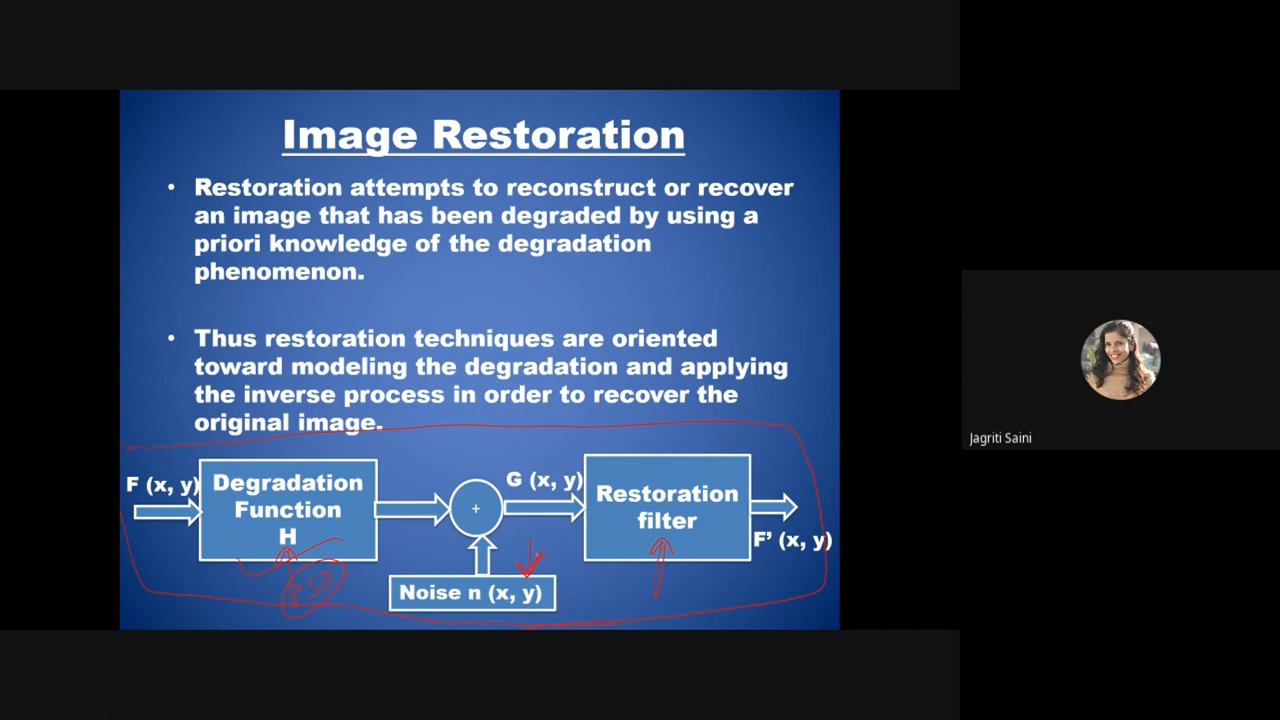 Image Restoration
• Restoration attempts to reconstruct or recover
an image that has been degraded by using a
priori knowledge of the degradation
phenomenon.
• Thus restoration techniques are oriented
toward modeling the degradation and applying
the inverse process in order to recover the
original image.
F (x, y)
Degradation
Function
H
+
G (x, y)
Restoration
filter
F’ (x, y)
Noise n (x, y)
Jagriti Saini